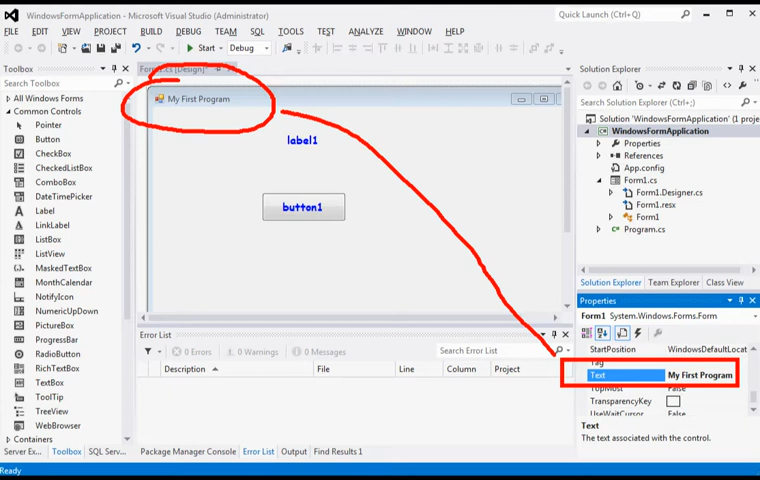 WindowsFormApplication - Microsoft Visual Studio (Administrator)
Quick Launch (Ctrl+Q)
FILE EDIT VIEW PROJECT BUILD DEBUG TEAM SQL TOOLS TEST ARCHITECTURE ANALYZE WINDOW HELP
Start Debug
Toolbox
Search Toolbox
All Windows Forms
Common Controls
Pointer
Button
CheckBox
CheckedListBox
ComboBox
DateTimePicker
Label
LinkLabel
ListBox
ListView
MaskedTextBox
MonthCalendar
NotifyIcon
NumericUpDown
PictureBox
ProgressBar
RadioButton
RichTextBox
TextBox
ToolTip
TreeView
WebBrowser
Containers
Server Ex... Toolbox SQL Serv...
Form1.cs [Design]*
My First Program
label1
button1
Error List
0 Errors 0 Warnings 0 Messages
Search Error List
Description File Line Column Project
Package Manager Console Error List Output Find Results 1
Solution Explorer
Search Solution Explorer (Ctrl+;)
Solution 'WindowsFormApplication' (1 proje
WindowsFormApplication
Properties
References
App.config
Form1.cs
Form1.Designer.cs
Form1.resx
Form1
Program.cs
Solution Explorer Team Explorer Class View
Properties
Form1 System.Windows.Forms.Form
StartPosition WindowsDefaultLocat
Tag
Text My First Program
TopMost False
TransparencyKey
UseWaitCursor False
Text
The text associated with the control.
Ready